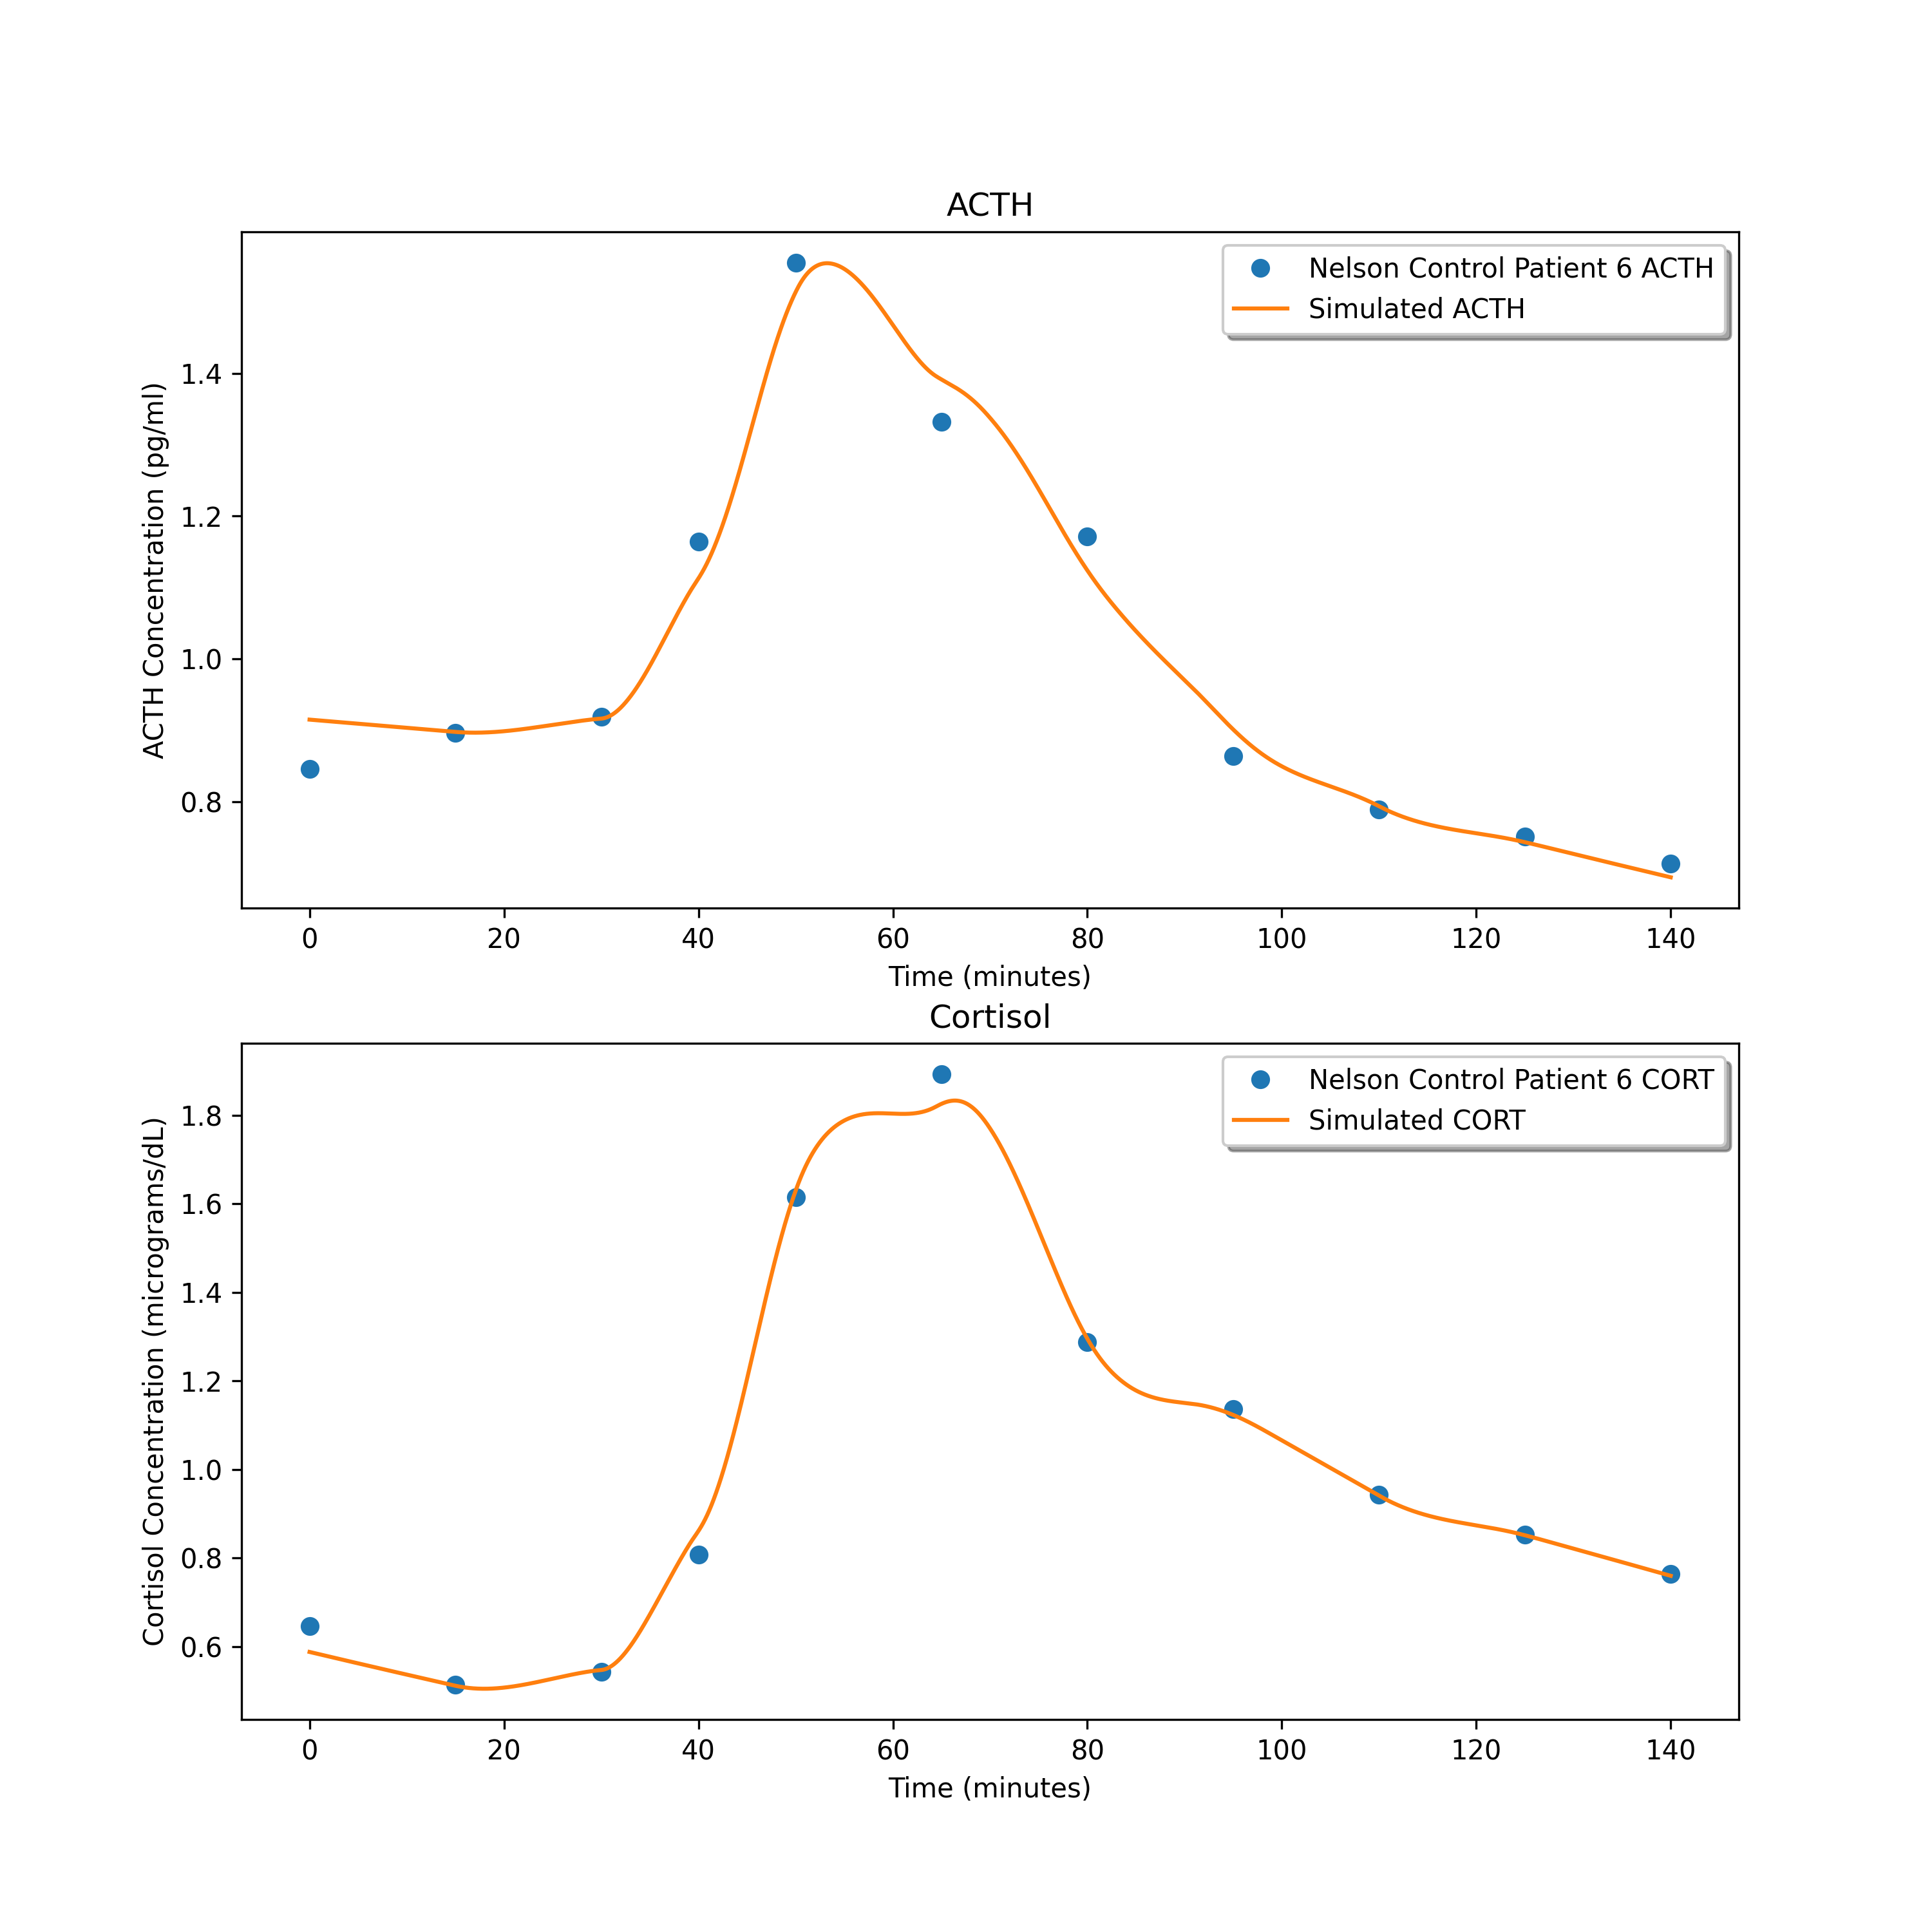 ACTH
Nelson Control Patient 6 ACTH
Simulated ACTH
ACTH Concentration (pg/ml)
1.4
1.2
1.0
0.8
0 20 40 60 80 100 120 140
Time (minutes)
Cortisol
Nelson Control Patient 6 CORT
Simulated CORT
Cortisol Concentration (micrograms/dL)
1.8
1.6
1.4
1.2
1.0
0.8
0.6
0 20 40 60 80 100 120 140
Time (minutes)